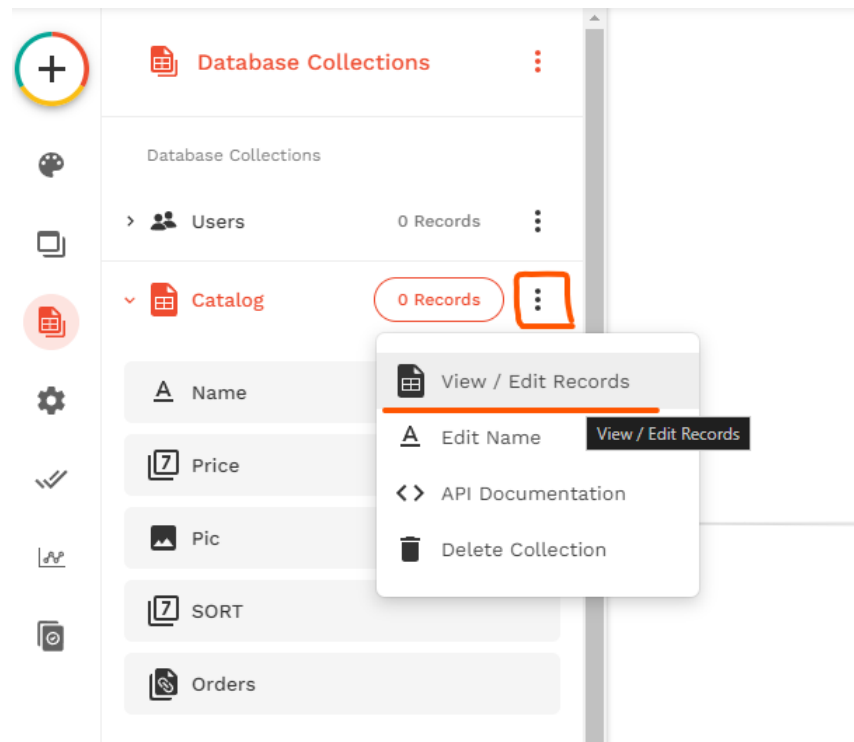 Database Collections
Database Collections
Users 0 Records
Catalog 0 Records
View / Edit Records
Name
View / Edit Records
Edit Name
Price
API Documentation
Pic
Delete Collection
SORT
Orders